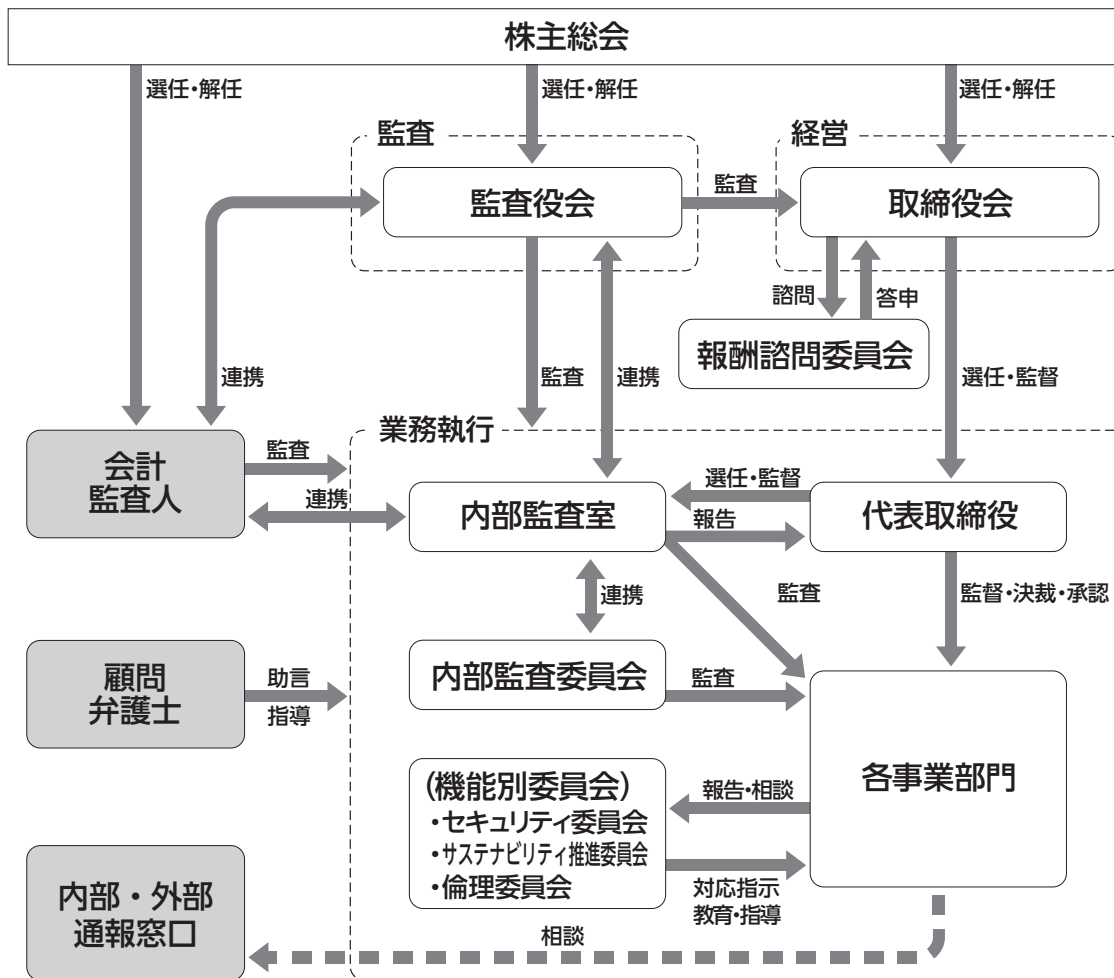 株主総会
選任・解任
選任・解任
選任・解任
監査
経営
監査役会
監査
取締役会
諮問
答申
報酬諮問委員会
連携
監査
連携
選任・監督
業務執行
会計
監査人
監査
連携
内部監査室
選任・監督
報告
代表取締役
連携
監査
監督・決裁・承認
顧問
弁護士
助言
指導
内部監査委員会
監査
各事業部門
(機能別委員会)
・セキュリティ委員会
・サステナビリティ推進委員会
・倫理委員会
報告・相談
対応指示
教育・指導
内部・外部
通報窓口
相談